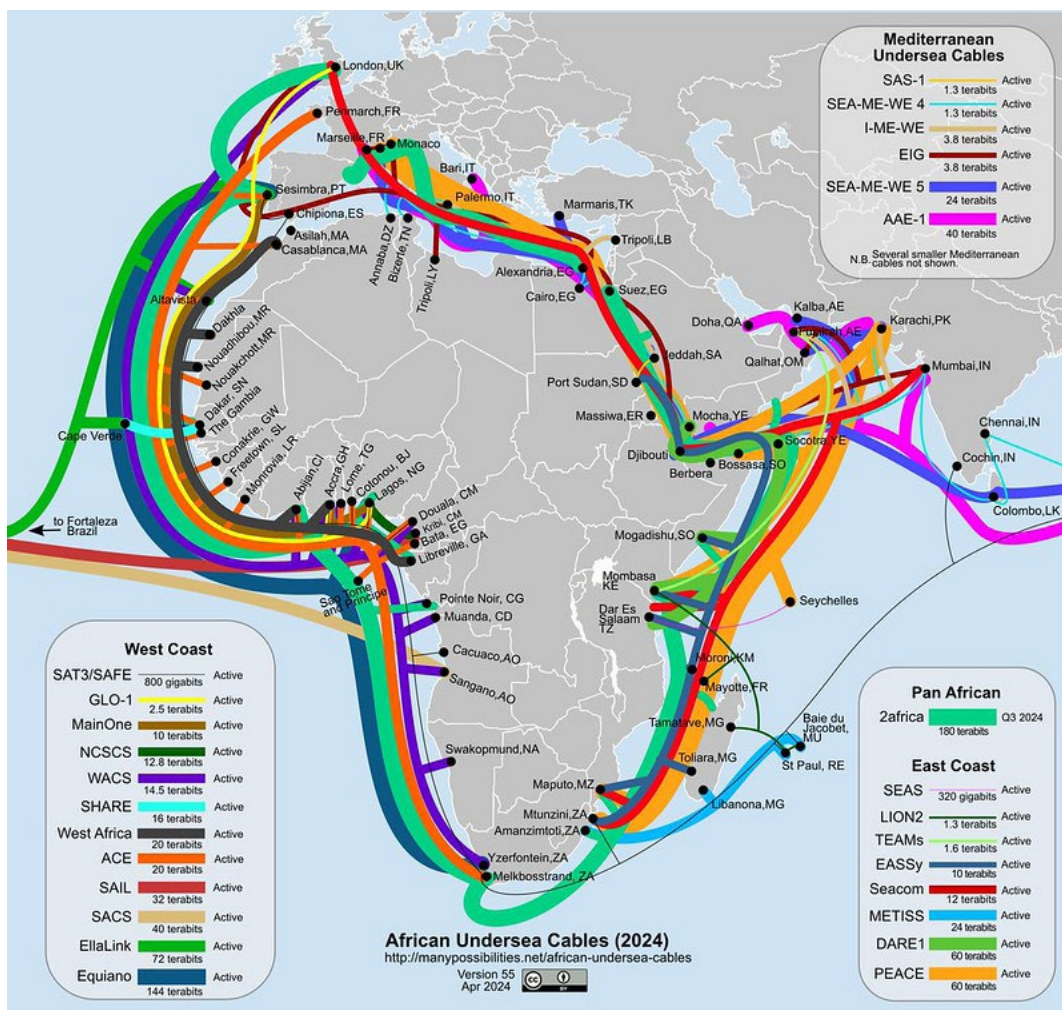 Mediterranean
Undersea Cables
SAS-1 Active
1.3 terabits
SEA-ME-WE 4 Active
1.3 terabits
I-ME-WE Active
3.8 terabits
EIG Active
3.8 terabits
SEA-ME-WE 5 Active
24 terabits
AAE-1 Active
40 terabits
N.B. Several smaller Mediterranean
cables not shown.
London,UK
Penmarch,FR
Marseille,FR
Monaco
Bari,IT
Sesimbra,PT
Palermo,IT
Chipiona,ES
Marmaris,TK
Asilah,MA
Casablanca,MA
Annaba,DZ
Bizerte,TN
Tripoli,LY
Tripoli,LB
Alexandria,EG
Cairo,EG
Suez,EG
Altavista
Dakhla
Nouadhibou,MR
Nouakchott,MR
Dakar, SN
The Gambia
Cape Verde
Conakrie, GW
Freetown, SL
Monrovia, LR
Abijan,CI
Accra,GH
Lome, TG
Cotonou, BJ
Lagos, NG
Douala, CM
Kribi, CM
Bata, EG
Libreville, GA
Sao Tome
and Principe
to Fortaleza
Brazil
Doha,QA
Kalba,AE
Fujairah,AE
Qalhat,OM
Karachi,PK
Mumbai,IN
Jeddah,SA
Port Sudan,SD
Massiwa,ER
Mocha,YE
Djibouti
Berbera
Bossasa,SO
Socotra,YE
Chennai,IN
Cochin,IN
Colombo,LK
Mogadishu,SO
Mombasa
KE
Dar Es
Salaam
TZ
Seychelles
Pointe Noir, CG
Muanda, CD
Cacuaco,AO
Sangano,AO
Moroni,KM
Mayotte,FR
Tamatave,MG
Baie du
Jacobet,
MU
St Paul, RE
Swakopmund,NA
Toliara,MG
Maputo,MZ
Libanona,MG
Mtunzini,ZA
Amanzimtoti,ZA
Yzerfontein,ZA
Melkbosstrand, ZA
West Coast
SAT3/SAFE Active
800 gigabits
GLO-1 Active
2.5 terabits
MainOne Active
10 terabits
NCSCS Active
12.8 terabits
WACS Active
14.5 terabits
SHARE Active
16 terabits
West Africa Active
20 terabits
ACE Active
20 terabits
SAIL Active
32 terabits
SACS Active
40 terabits
EllaLink Active
72 terabits
Equiano Active
144 terabits
Pan African
2africa Q3 2024
180 terabits
East Coast
SEAS Active
320 gigabits
LION2 Active
1.3 terabits
TEAMs Active
1.6 terabits
EASSy Active
10 terabits
Seacom Active
12 terabits
METISS Active
24 terabits
DARE1 Active
60 terabits
PEACE Active
60 terabits
African Undersea Cables (2024)
http://manypossibilities.net/african-undersea-cables
Version 55
Apr 2024
cc
BY